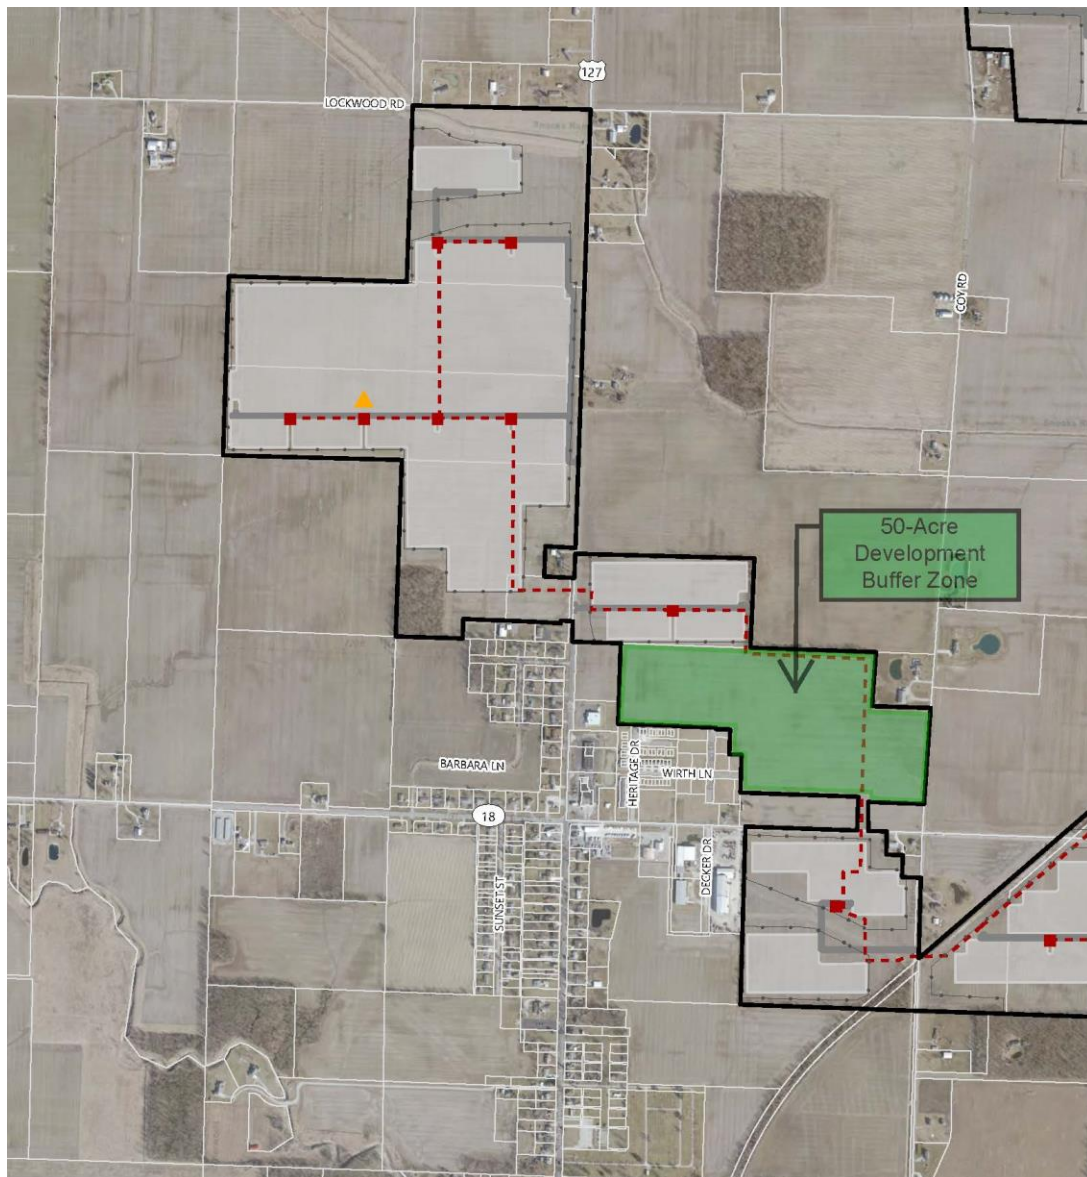 127
LOCKWOOD RD
COY RD
50-Acre
Development
Buffer Zone
BARBARA LN
HERITAGE DR
WIRTH LN
18
DECKER DR
SUNSET ST